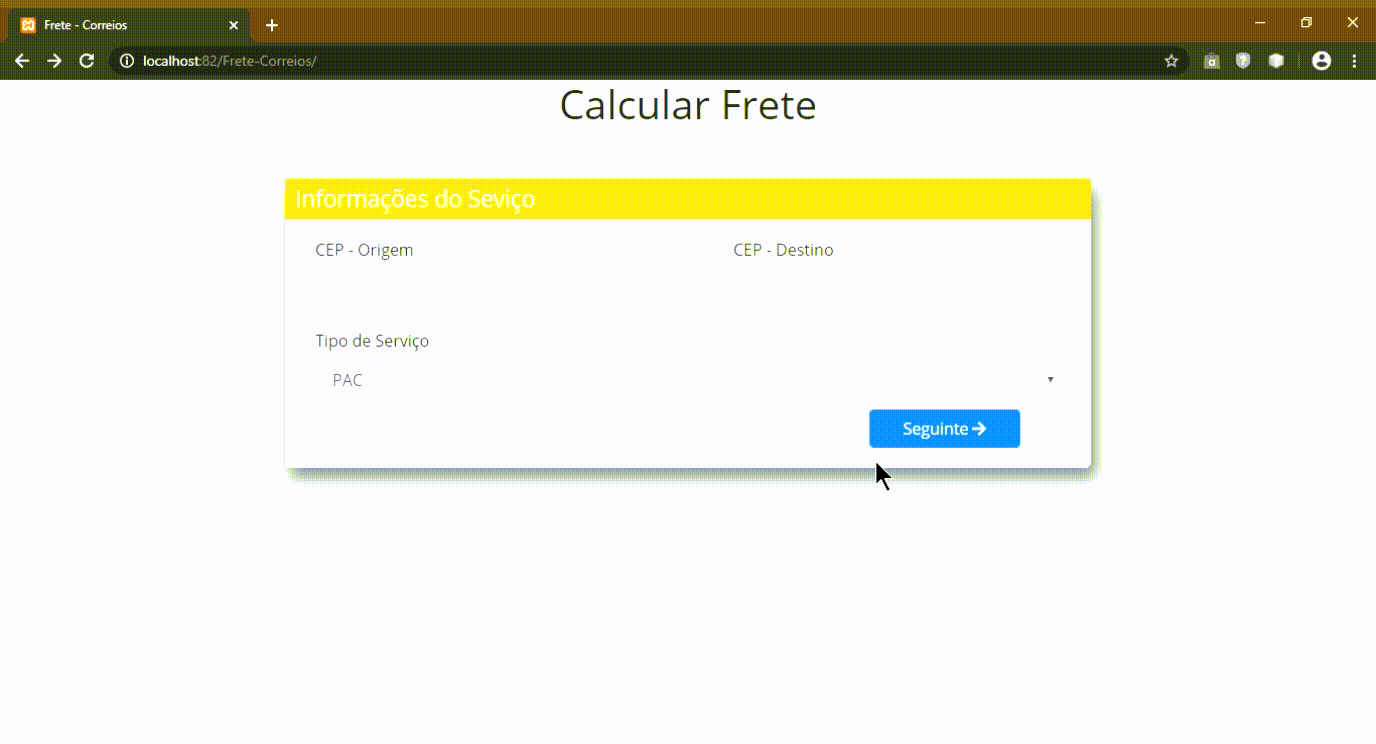 Frete - Correios
localhost:82/Frete-Correios/
Calcular Frete
Informações do Seviço
CEP - Origem
CEP - Destino
Tipo de Serviço
PAC
Seguinte